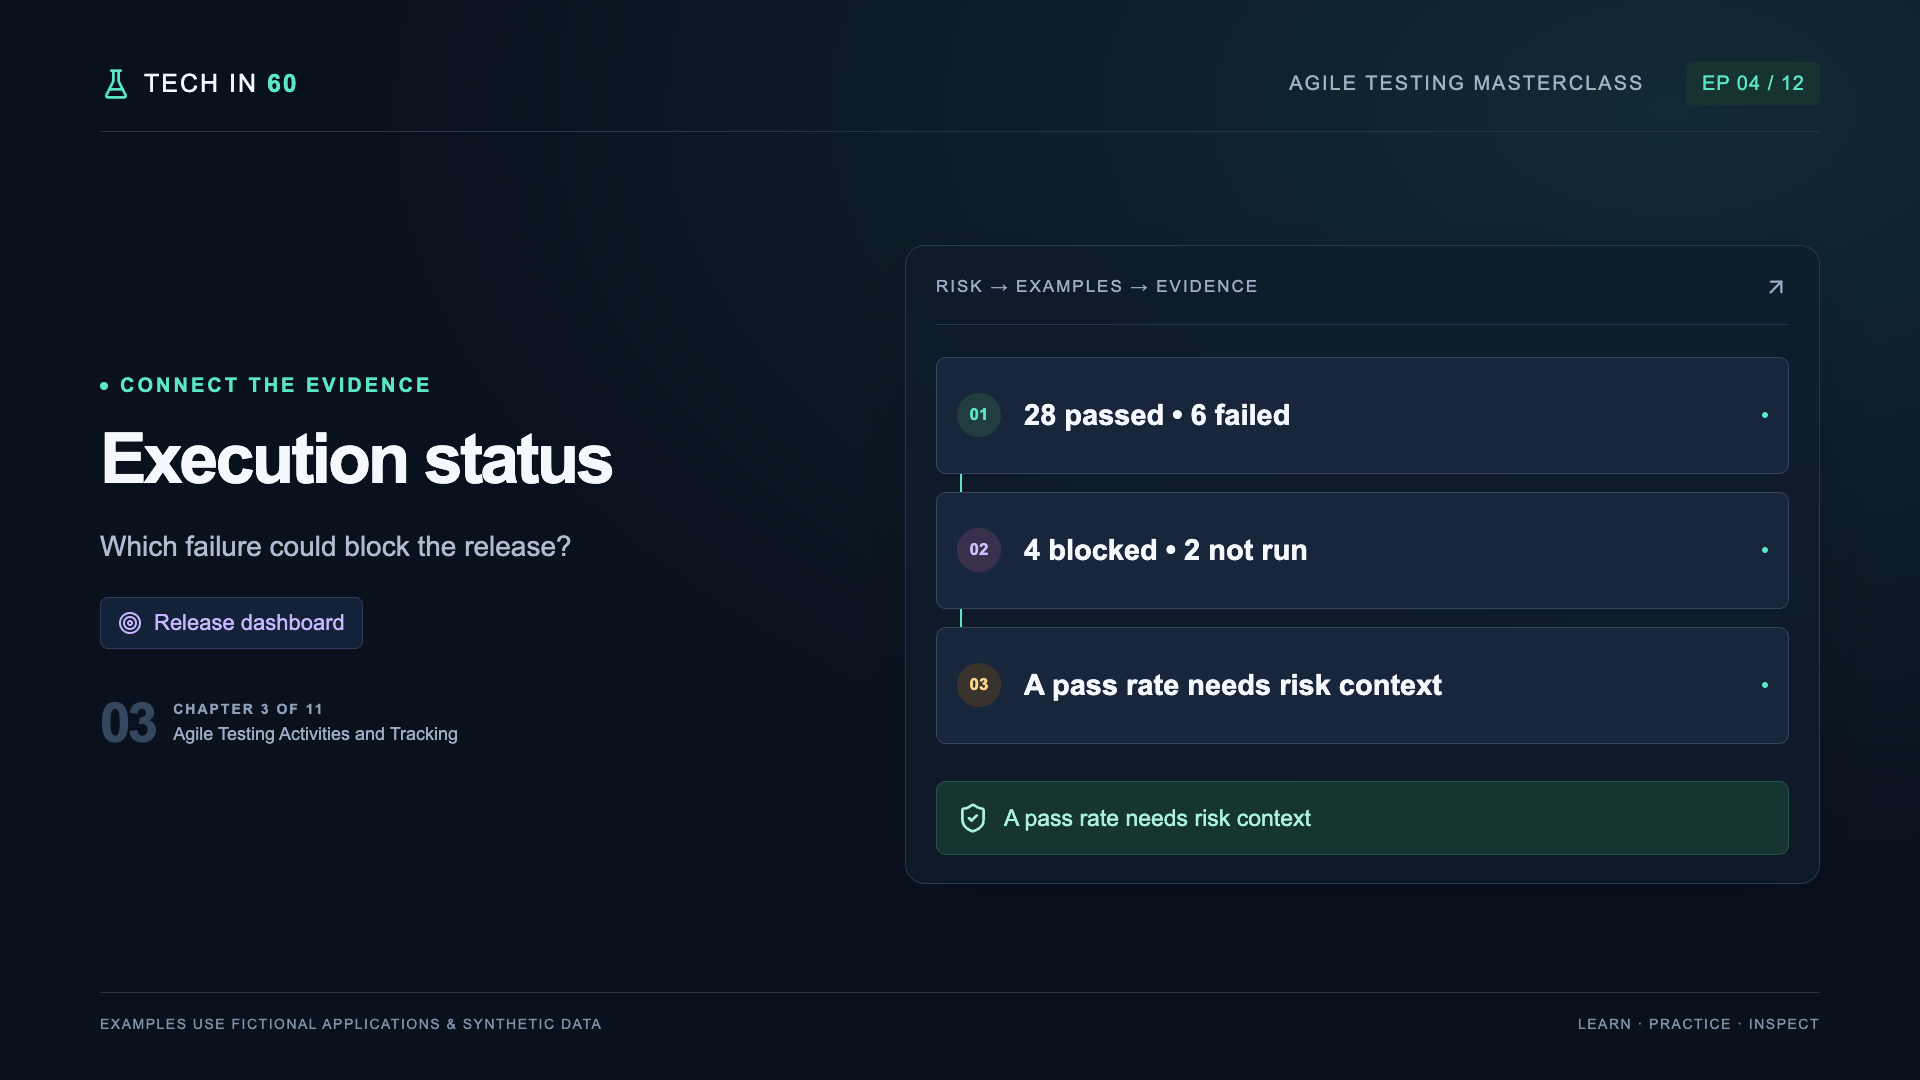 TECH IN 60
AGILE TESTING MASTERCLASS
EP 04 / 12
• CONNECT THE EVIDENCE
Execution status
Which failure could block the release?
Release dashboard
03
CHAPTER 3 OF 11
Agile Testing Activities and Tracking
RISK → EXAMPLES → EVIDENCE
01
28 passed • 6 failed
02
4 blocked • 2 not run
03
A pass rate needs risk context
A pass rate needs risk context
EXAMPLES USE FICTIONAL APPLICATIONS & SYNTHETIC DATA
LEARN · PRACTICE · INSPECT